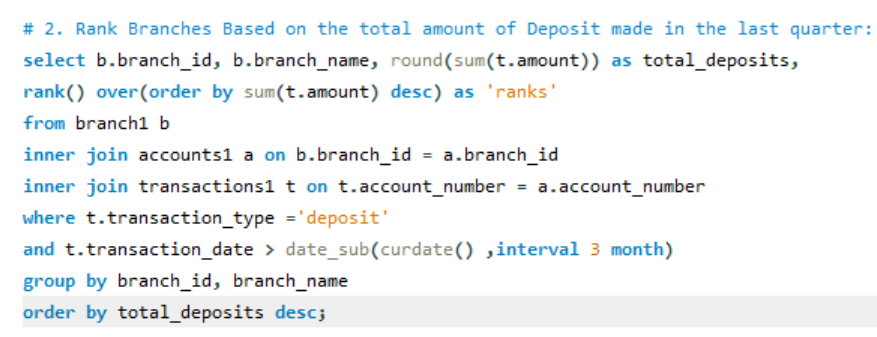 # 2. Rank Branches Based on the total amount of Deposit made in the last quarter:
select b.branch_id, b.branch_name, round(sum(t.amount)) as total_deposits,
rank() over(order by sum(t.amount) desc) as 'ranks'
from branch1 b
inner join accounts1 a on b.branch_id = a.branch_id
inner join transactions1 t on t.account_number = a.account_number
where t.transaction_type ='deposit'
and t.transaction_date > date_sub(curdate() ,interval 3 month)
group by branch_id, branch_name
order by total_deposits desc;